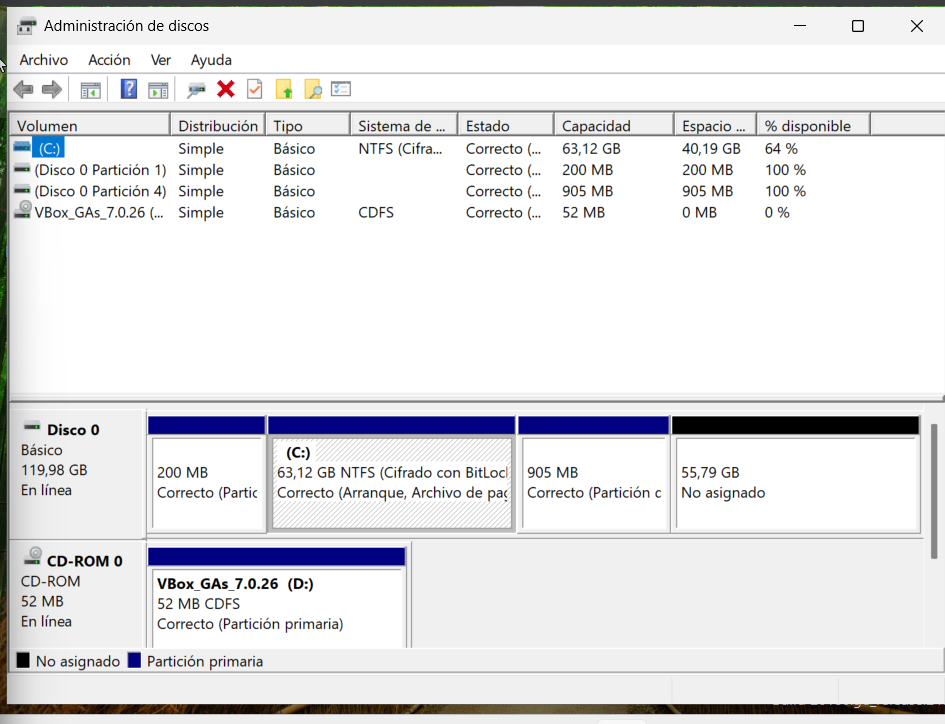 Administración de discos
Archivo Acción Ver Ayuda
Volumen Distribución Tipo Sistema de ... Estado Capacidad Espacio ... % disponible
(C:) Simple Básico NTFS (Cifra... Correcto (... 63,12 GB 40,19 GB 64 %
(Disco 0 Partición 1) Simple Básico Correcto (... 200 MB 200 MB 100 %
(Disco 0 Partición 4) Simple Básico Correcto (... 905 MB 905 MB 100 %
VBox_GAs_7.0.26 (... Simple Básico CDFS Correcto (... 52 MB 0 MB 0 %
Disco 0
Básico
119,98 GB
En línea
200 MB
Correcto (Partic
(C:)
63,12 GB NTFS (Cifrado con BitLoc
Correcto (Arranque, Archivo de pag
905 MB
Correcto (Partición c
55,79 GB
No asignado
CD-ROM 0
CD-ROM
52 MB
En línea
VBox_GAs_7.0.26 (D:)
52 MB CDFS
Correcto (Partición primaria)
No asignado Partición primaria